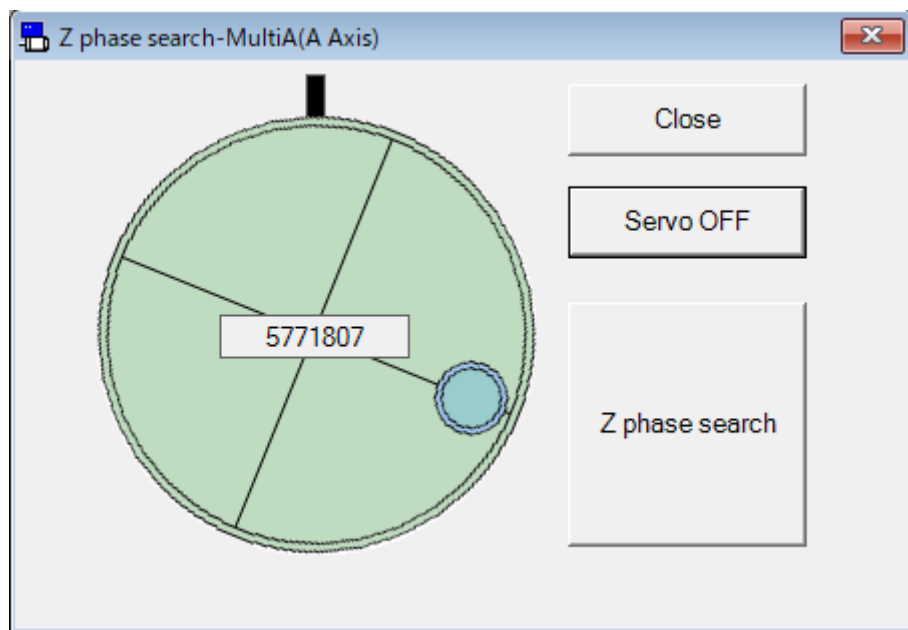 Z phase search-MultiA(A Axis)
Close
Servo OFF
5771807
Z phase search